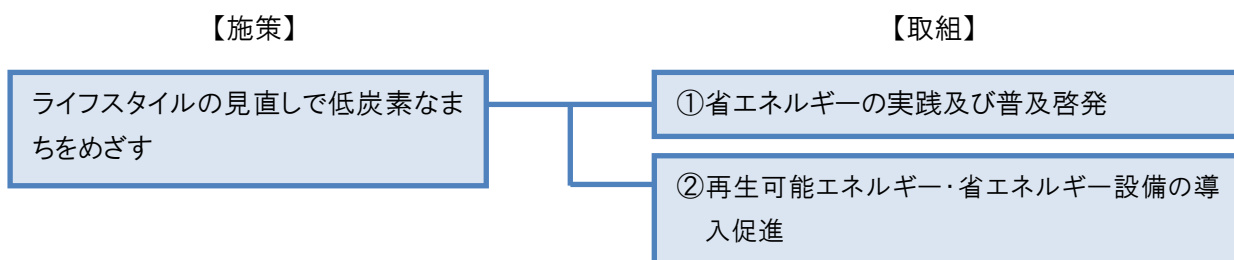 【施策】
【取組】
ライフスタイルの見直しで低炭素なま
ちをめざす
①省エネルギーの実践及び普及啓発
②再生可能エネルギー・省エネルギー設備の導
入促進